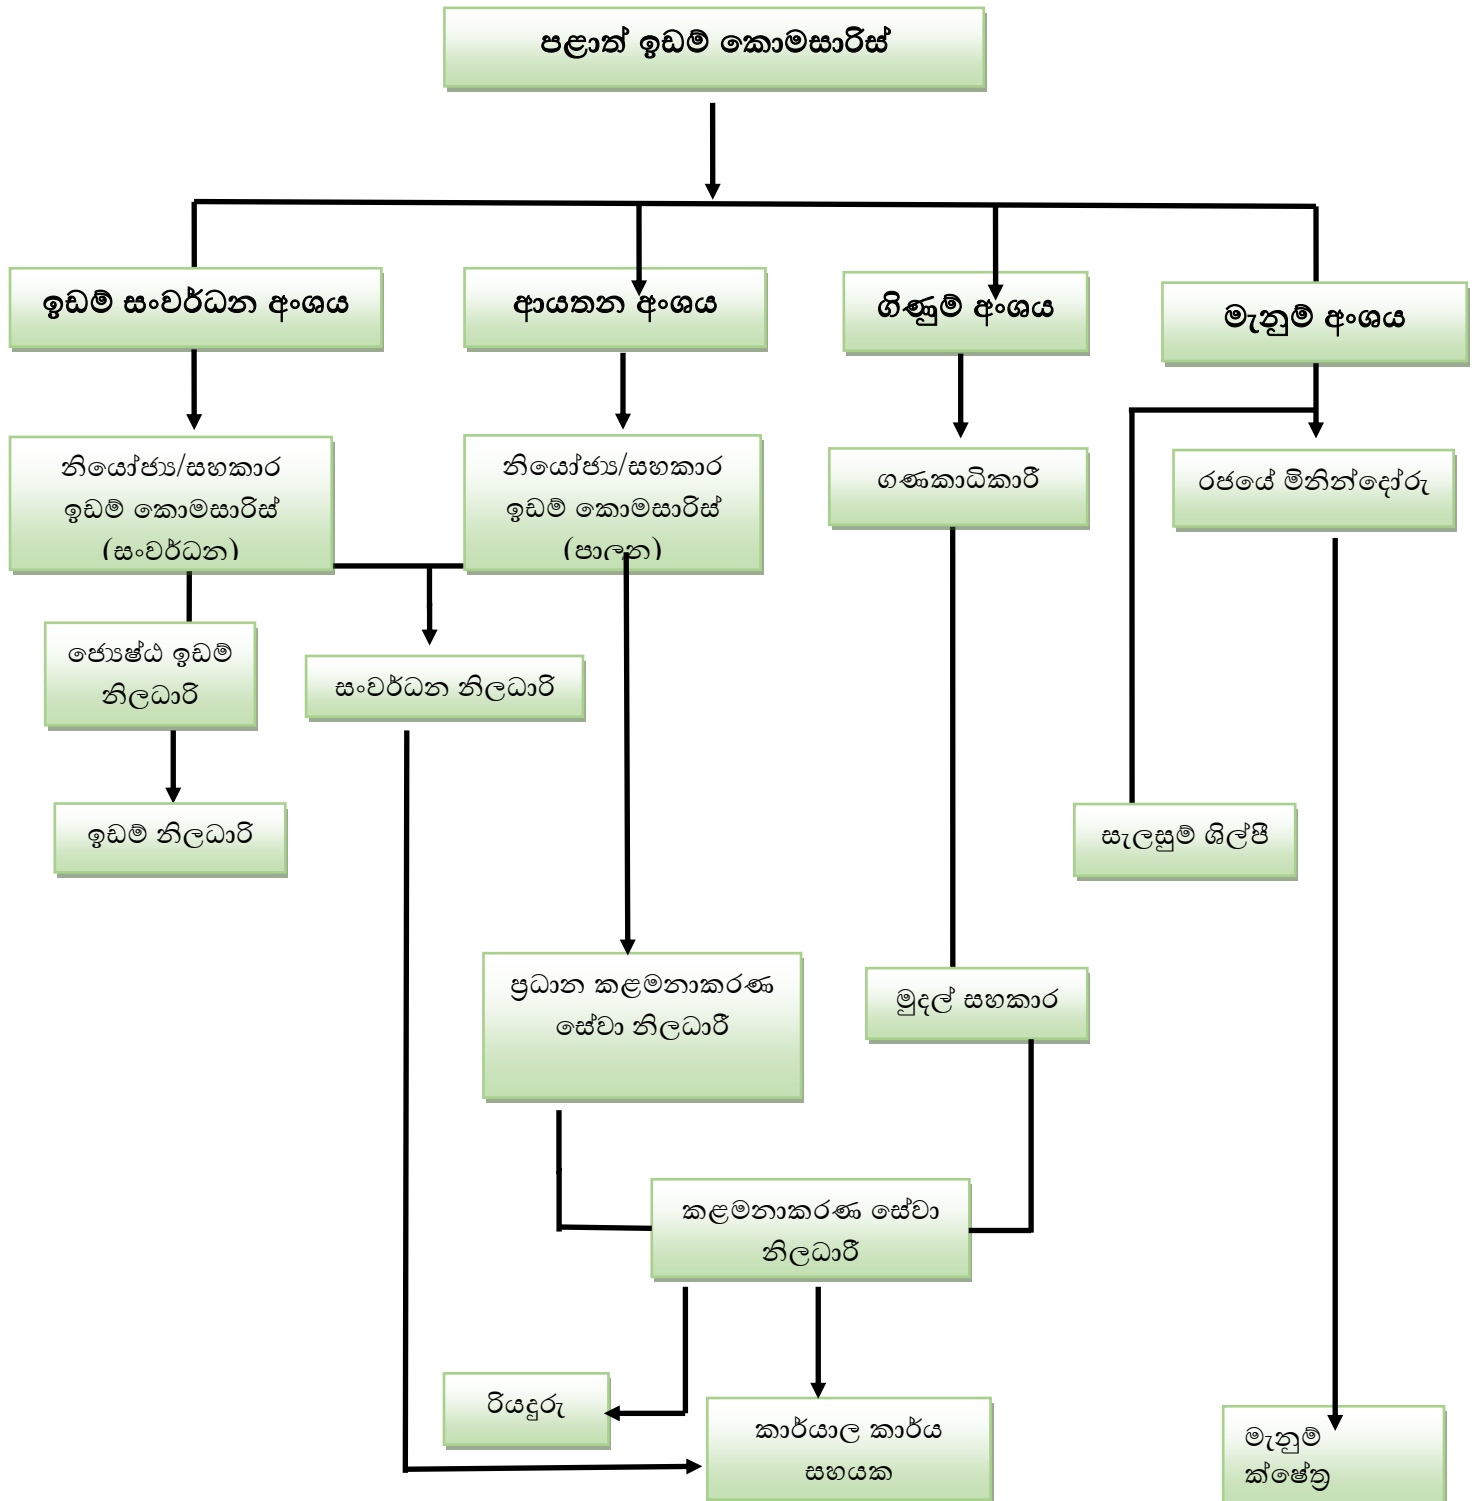 පළාත් ඉඩම් කොමසාරිස්
ඉඩම් සංවර්ධන අංශය
ආයතන අංශය
ගිණුම් අංශය
මැනුම් අංශය
නියෝජ්‍ය/සහකාර
ඉඩම් කොමසාරිස්
(සංවර්ධන)
නියෝජ්‍ය/සහකාර
ඉඩම් කොමසාරිස්
(පාලන)
ගණකාධිකාරී
රජයේ මිනින්දෝරු
ජ්‍යෙෂ්ඨ ඉඩම්
නිලධාරි
සංවර්ධන නිලධාරි
ඉඩම් නිලධාරි
සැලසුම් ශිල්පී
ප්‍රධාන කළමනාකරණ
සේවා නිලධාරී
මුදල් සහකාර
කළමනාකරණ සේවා
නිලධාරී
රියදුරු
කාර්යාල කාර්ය
සහයක
මැනුම්
ක්ෂේත්‍ර